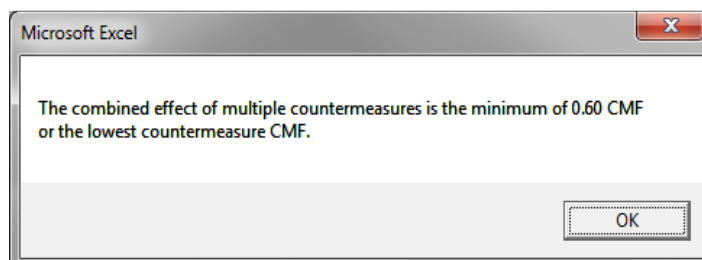 Microsoft Excel
The combined effect of multiple countermeasures is the minimum of 0.60 CMF
or the lowest countermeasure CMF.
OK